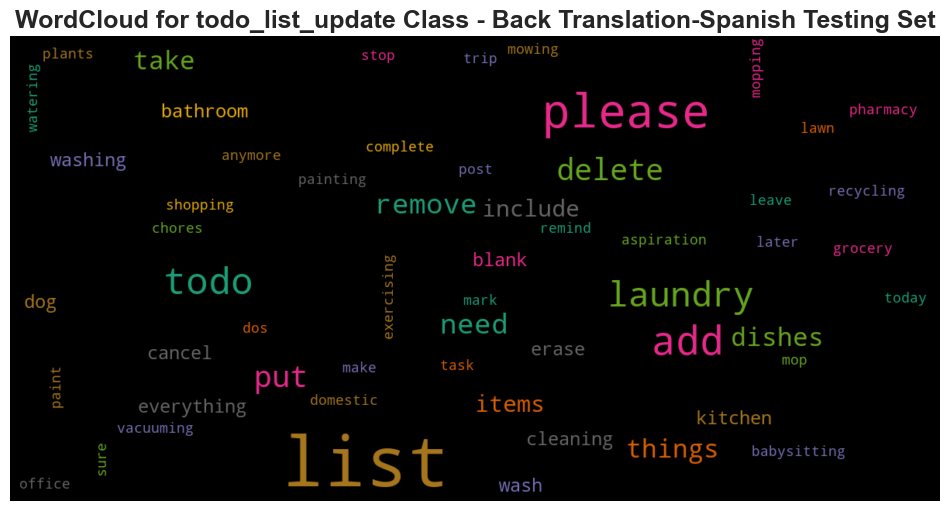 WordCloud for todo_list_update Class - Back Translation-Spanish Testing Set
plants
take
stop
trip
mowing
mopping
watering
bathroom
please
pharmacy
lawn
washing
anymore
complete
painting
post
delete
recycling
shopping
remove
include
leave
chores
remind
aspiration
later
grocery
blank
todo
exercising
laundry
dog
mark
today
dos
need
add
dishes
cancel
erase
mop
put
make
task
paint
everything
domestic
items
kitchen
vacuuming
list
cleaning
things
babysitting
sure
office
wash